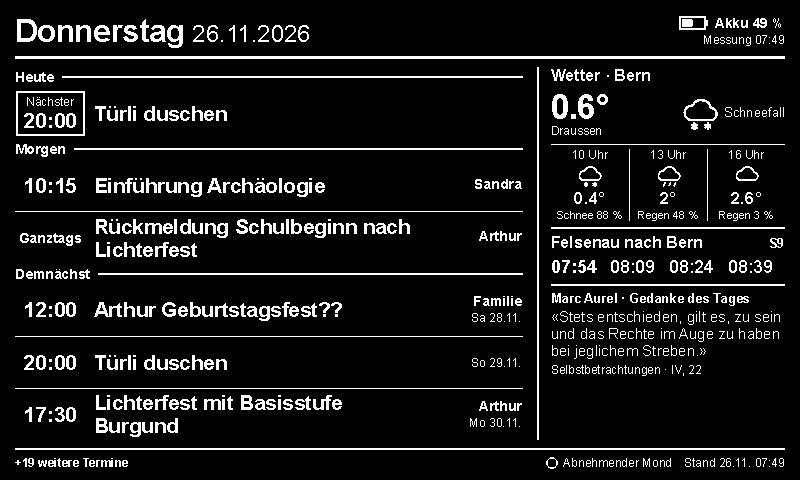 Donnerstag 26.11.2026
Akku 49 %
Messung 07:49
Heute
Nächster
20:00 Türli duschen
Morgen
10:15 Einführung Archäologie Sandra
Ganztags Rückmeldung Schulbeginn nach
Lichterfest Arthur
Demnächst
12:00 Arthur Geburtstagsfest?? Familie
Sa 28.11.
20:00 Türli duschen So 29.11.
17:30 Lichterfest mit Basisstufe
Burgund Arthur
Mo 30.11.
Wetter · Bern
0.6°
Draussen
Schneefall
10 Uhr 13 Uhr 16 Uhr
0.4° 2° 2.6°
Schnee 88 % Regen 48 % Regen 3 %
Felsenau nach Bern S9
07:54 08:09 08:24 08:39
Marc Aurel · Gedanke des Tages
«Stets entschieden, gilt es, zu sein
und das Rechte im Auge zu haben
bei jeglichem Streben.»
Selbstbetrachtungen · IV, 22
+19 weitere Termine
Abnehmender Mond Stand 26.11. 07:49